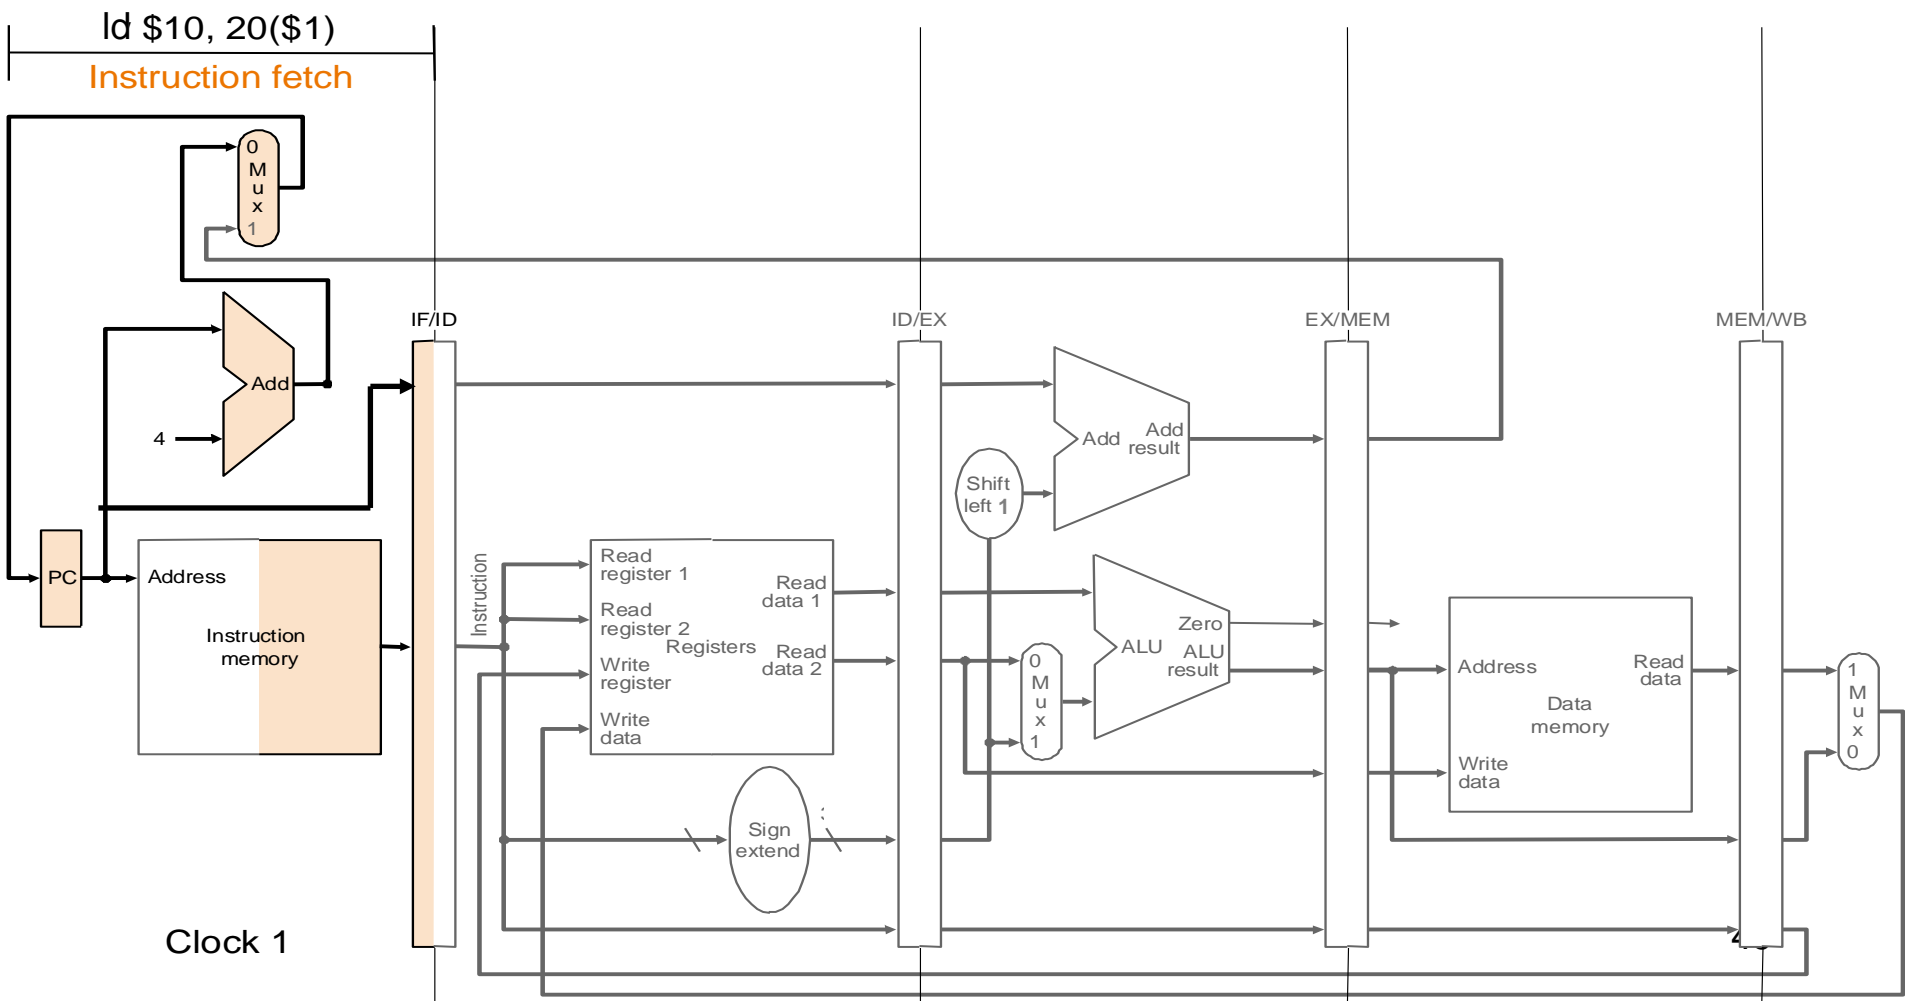 ld $10, 20($1)
Instruction fetch
0
M
u
x
1
Add
4
IF/ID
ID/EX
EX/MEM
MEM/WB
Add
Add
result
Shift
left 1
PC
Address
Instruction
memory
Instruction
Read
register 1
Read
register 2
Registers
Write
register
Write
data
Read
data 1
Read
data 2
0
M
u
x
1
Zero
ALU
ALU
result
Address
Read
data
Data
memory
Write
data
1
M
u
x
0
Sign
extend
Clock 1